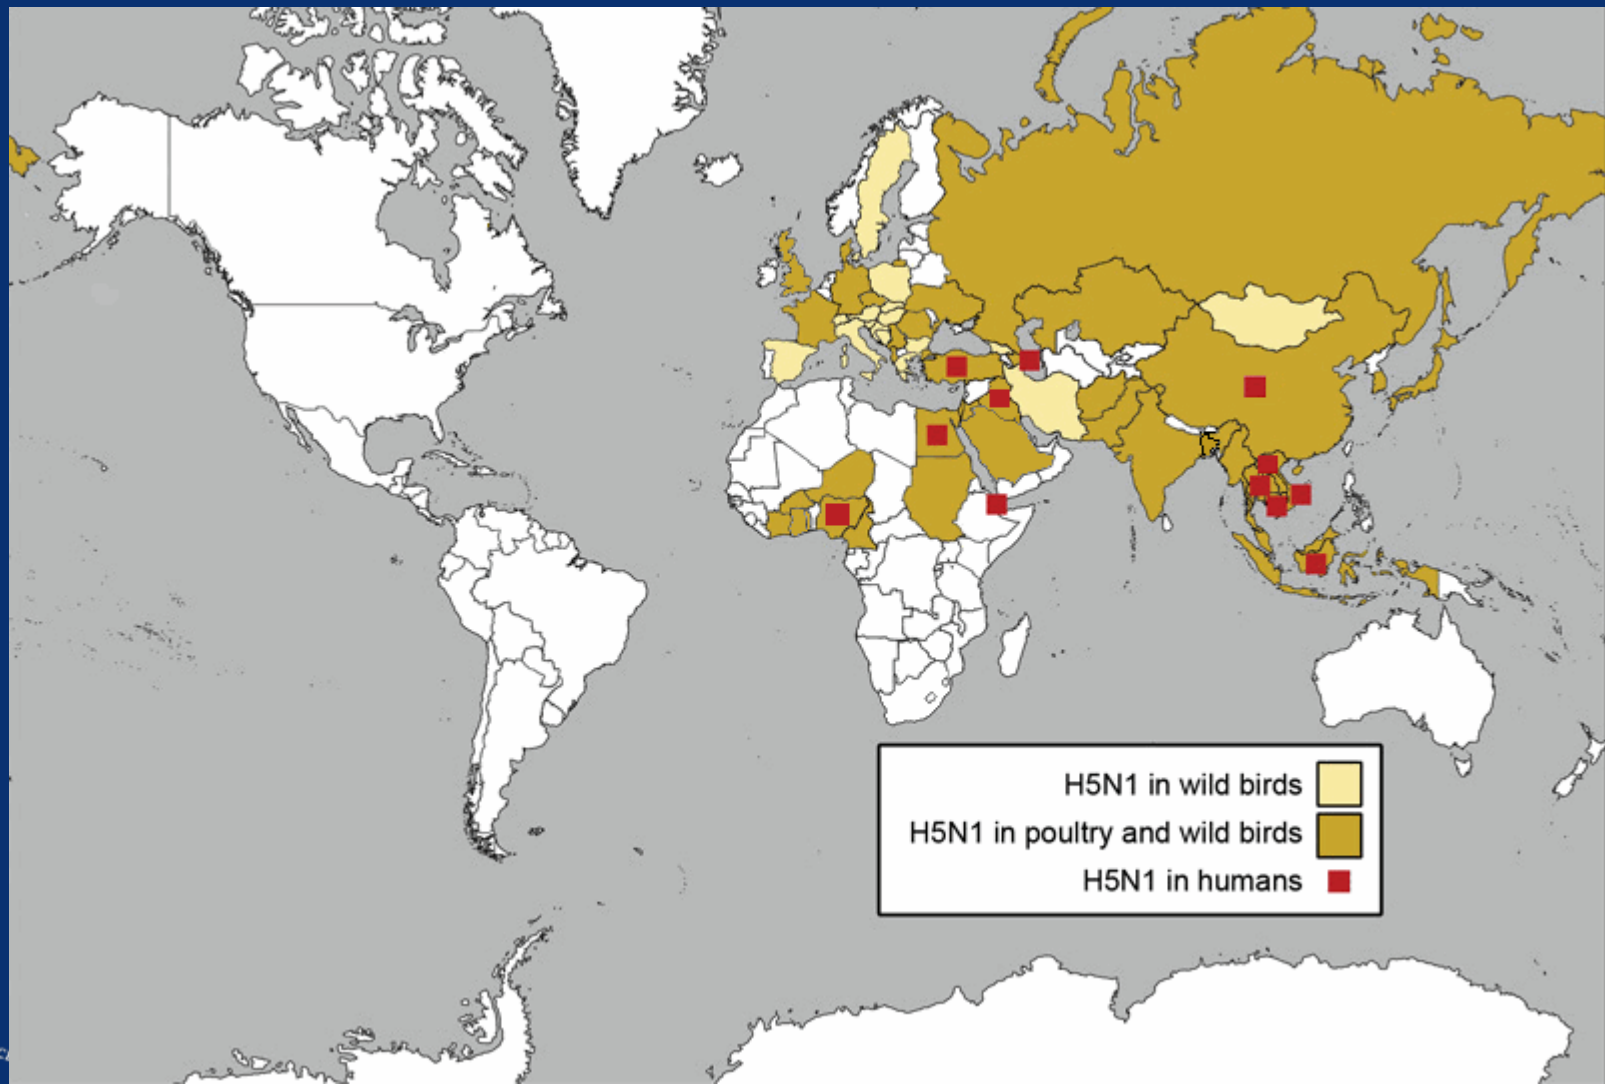 H5N1 in wild birds
H5N1 in poultry and wild birds
H5N1 in humans